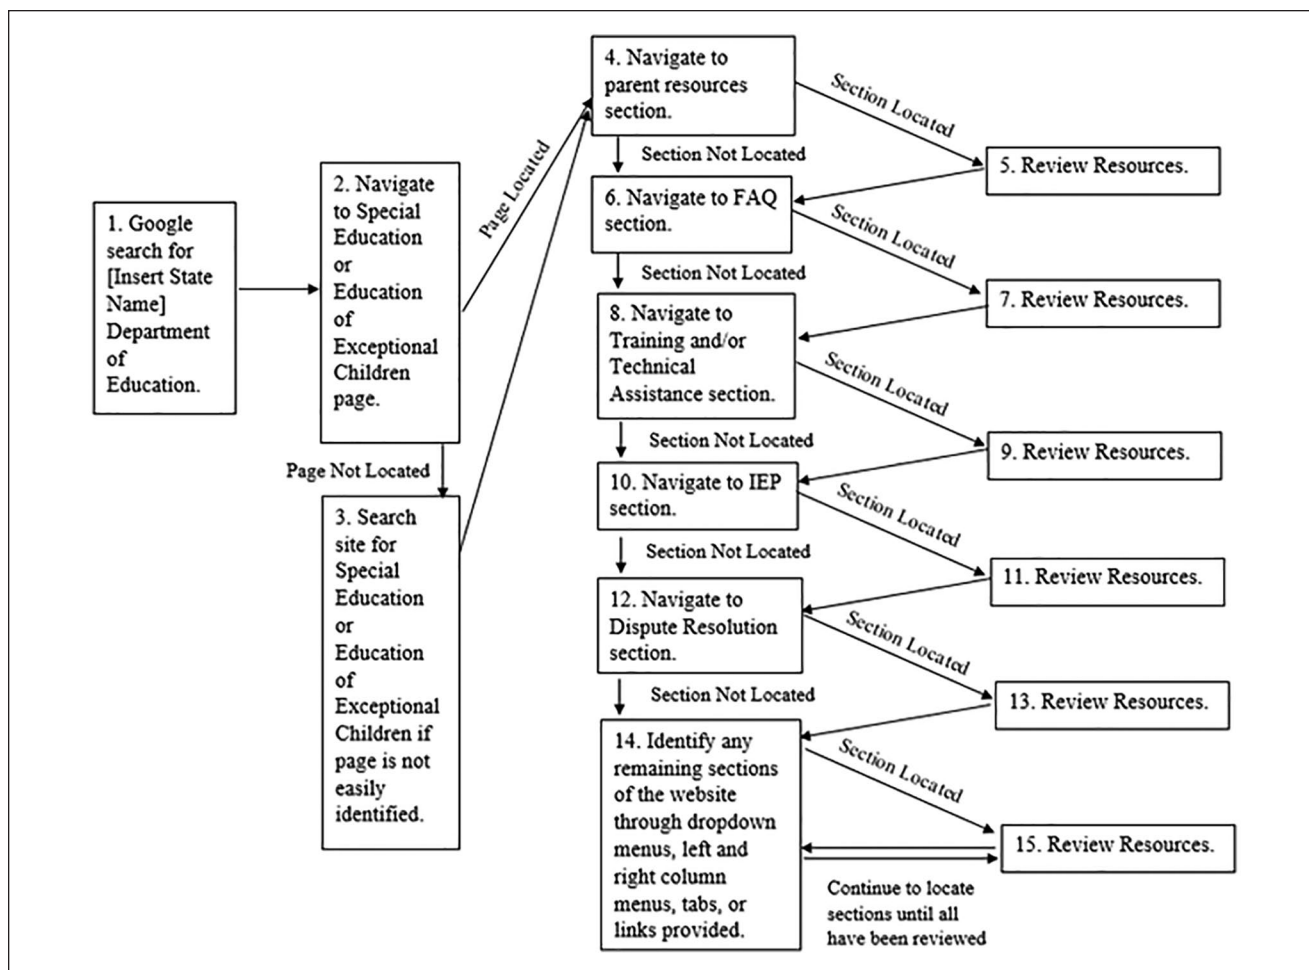 1. Google
search for
[Insert State
Name]
Department
of
Education.
2. Navigate
to Special
Education
or
Education
of
Exceptional
Children
page.
Page Not Located
3. Search
site for
Special
Education
or
Education
of
Exceptional
Children if
page is not
easily
identified.
Page Located
4. Navigate to
parent resources
section.
Section Located
Section Not Located
5. Review Resources.
6. Navigate to FAQ
section.
Section Located
Section Not Located
7. Review Resources.
8. Navigate to
Training and/or
Technical
Assistance section.
Section Located
Section Not Located
9. Review Resources.
10. Navigate to IEP
section.
Section Located
Section Not Located
11. Review Resources.
12. Navigate to
Dispute Resolution
section.
Section Located
Section Not Located
13. Review Resources.
14. Identify any
remaining sections
of the website
through dropdown
menus, left and
right column
menus, tabs, or
links provided.
Section Located
15. Review Resources.
Continue to locate
sections until all
have been reviewed